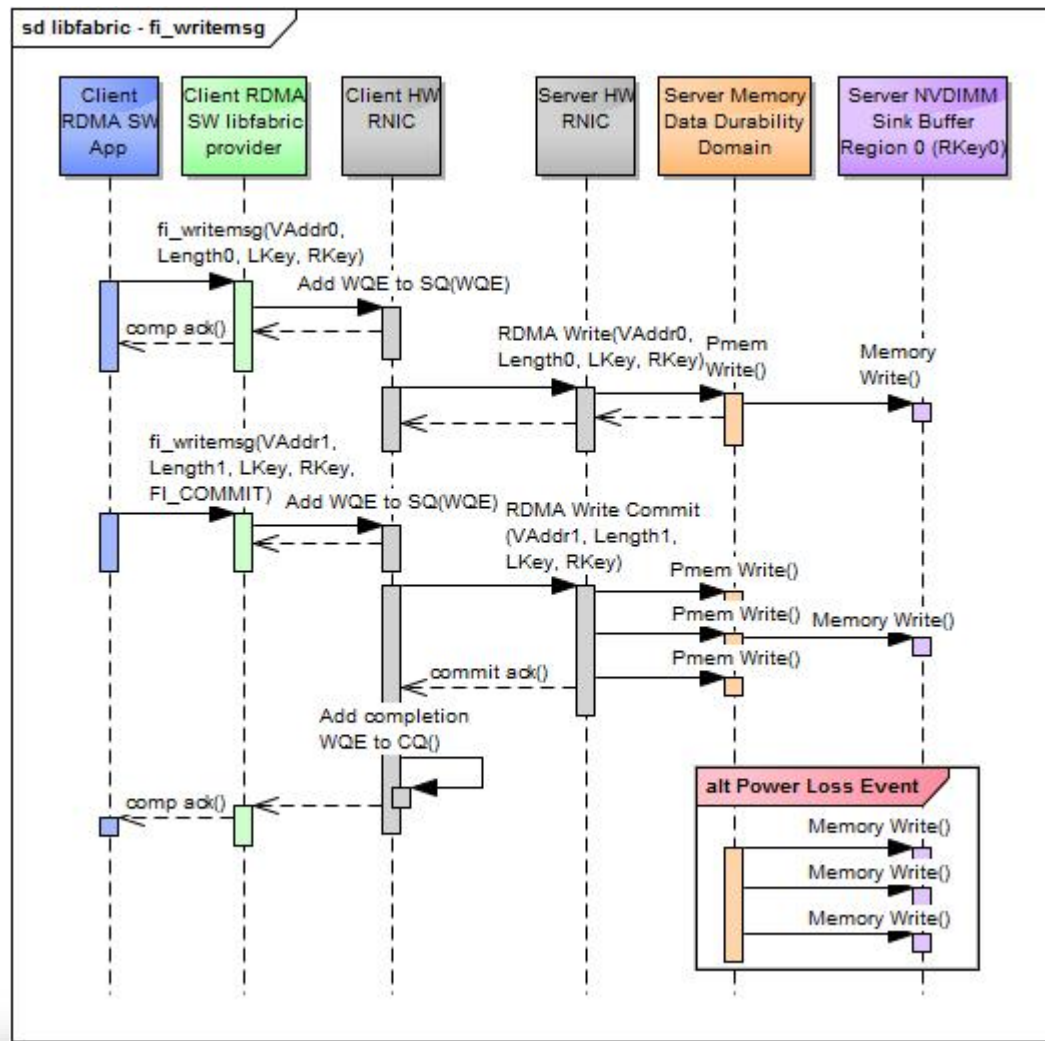 sd libfabric - fi_writemsg
Client
RDMA SW
App
Client RDMA
SW libfabric
provider
Client HW
RNIC
Server HW
RNIC
Server Memory
Data Durability
Domain
Server NVDIMM
Sink Buffer
Region 0 (RKey0)
fi_writemsg(VAddr0,
Length0, LKey, RKey)
Add WQE to SQ(WQE)
comp ack()
RDMA Write(VAddr0,
Length0, LKey, RKey)
Pmem
Write()
Memory
Write()
fi_writemsg(VAddr1,
Length1, LKey, RKey,
FI_COMMIT)
Add WQE to SQ(WQE)
RDMA Write Commit
(VAddr1, Length1,
LKey, RKey)
Pmem Write()
Pmem Write()
Memory Write()
Pmem Write()
commit ack()
Add completion
WQE to CQ()
comp ack()
alt Power Loss Event
Memory Write()
Memory Write()
Memory Write()